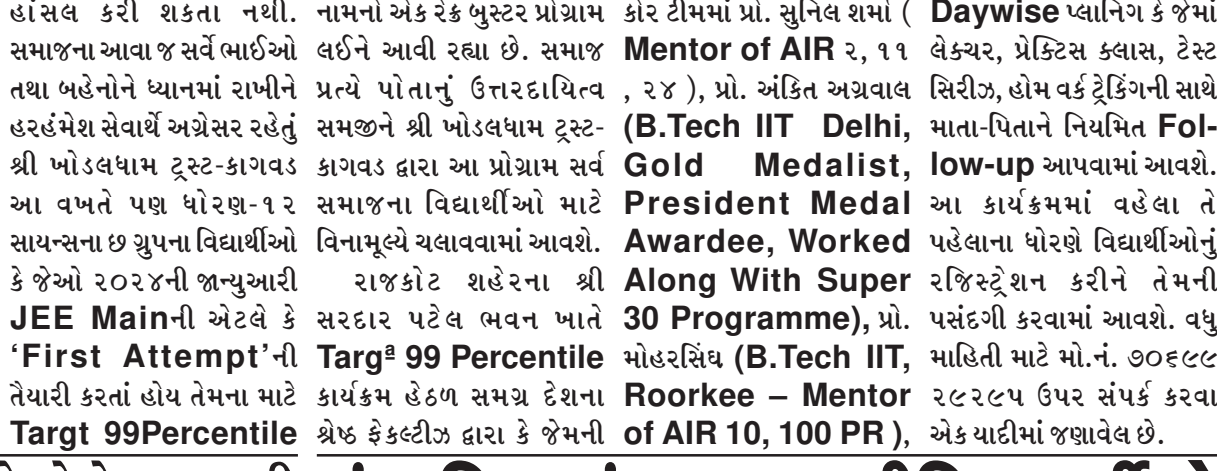 હાંસલ કરી શકતા નથી.
સમાજના આવા જ સર્વે ભાઈઓ
તથા બહેનોને ધ્યાનમાં રાખીને
હરહંમેશ સેવાર્થે અગ્રેસર રહેતું
શ્રી ખોડલધામ ટ્રસ્ટ-કાગવડ
આ વખતે પણ ધોરણ-૧૨
સાયન્સના છ ગ્રુપના વિદ્યાર્થીઓ
કે જેઓ ૨૦૨૪ની જાન્યુઆરી
JEE Mainની એટલે કે
‘First Attempt’ની
તૈયારી કરતાં હોય તેમના માટે
Targt 99Percentile
નામનો એક રેક્ર બુસ્ટર પ્રોગ્રામ
લઈને આવી રહ્યા છે. સમાજ
પ્રત્યે પોતાનું ઉત્તરદાયિત્વ
સમજીને શ્રી ખોડલધામ ટ્રસ્ટ-
કાગવડ દ્વારા આ પ્રોગ્રામ સર્વ
સમાજના વિદ્યાર્થીઓ માટે
વિનામૂલ્યે ચલાવવામાં આવશે.
રાજકોટ શહેરના શ્રી
સરદાર પટેલ ભવન ખાતે
Targª 99 Percentile
કાર્યક્રમ હેઠળ સમગ્ર દેશના
શ્રેષ્ઠ ફેકલ્ટીઝ દ્વારા કે જેમની
કોર ટીમમાં પ્રો. સુનિલ શર્મા (
Mentor of AIR ૨, ૧૧
, ૨૪ ), પ્રો. અંકિત અગ્રવાલ
(B.Tech IIT Delhi,
Gold Medalist,
President Medal
Awardee, Worked
Along With Super
30 Programme), પ્રો.
મોહરસિંઘ (B.Tech IIT,
Roorkee – Mentor
of AIR 10, 100 PR ),
Daywise પ્લાનિગ કે જેમાં
લેક્ચર, પ્રેક્ટિસ ક્લાસ, ટેસ્ટ
સિરીઝ, હોમ વર્ક ટ્રેકિંગની સાથે
માતા-પિતાને નિયમિત Fol-
low-up આપવામાં આવશે.
આ કાર્યક્રમમાં વહેલા તે
પહેલાના ધોરણે વિદ્યાર્થીઓનું
રજિસ્ટ્રેશન કરીને તેમની
પસંદગી કરવામાં આવશે. વધુ
માહિતી માટે મો.નં. ૭૦૬૯૯
૨૯૨૯૫ ઉપર સંપર્ક કરવા
એક યાદીમાં જણાવેલ છે.